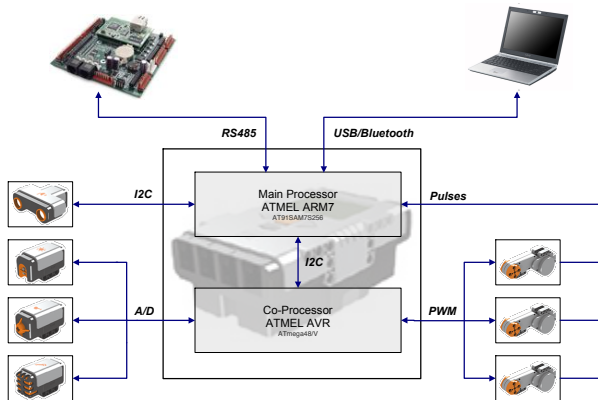 RS485
USB/Bluetooth
I2C
Main Processor
ATMEL ARM7
AT91SAM7S256
Pulses
I2C
A/D
Co-Processor
ATMEL AVR
ATmega48/V
PWM